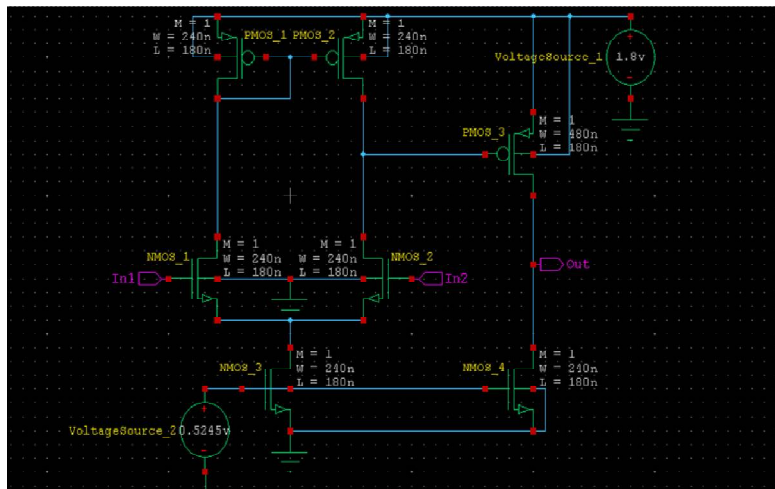 M = 1
W = 240n
L = 180n
PMOS_1
PMOS_2
M = 1
W = 240n
L = 180n
VoltageSource_1
1.8v
PMOS_3
M = 1
W = 480n
L = 180n
NMOS_1
M = 1
W = 240n
L = 180n
M = 1
W = 240n
L = 180n
NMOS_2
In1
In2
Out
NMOS_3
M = 1
W = 240n
L = 180n
NMOS_4
M = 1
W = 240n
L = 180n
VoltageSource_2
0.5245v